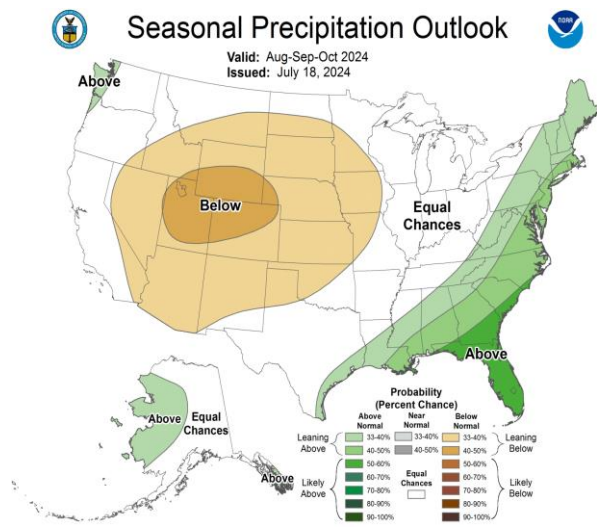 Seasonal Precipitation Outlook
NOAA
Valid: Aug-Sep-Oct 2024
Issued: July 18, 2024
Above
Below
Equal
Chances
Above
Above
Equal
Chances
Above
Probability
(Percent Chance)
Above
Normal
Near
Normal
Below
Normal
Leaning
Above
33-40% 33-40% 33-40%
40-50% 40-50% 40-50%
Leaning
Below
Likely
Above
50-60% 50-60%
60-70% 60-70%
70-80% 70-80%
80-90% 80-90%
90-100% 90-100%
Equal
Chances
Likely
Below